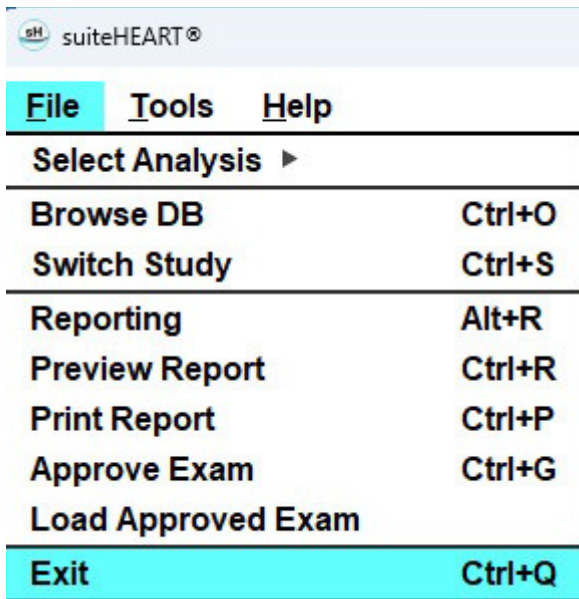 sH suiteHEART®
File Tools Help
Select Analysis ▶
Browse DB Ctrl+O
Switch Study Ctrl+S
Reporting Alt+R
Preview Report Ctrl+R
Print Report Ctrl+P
Approve Exam Ctrl+G
Load Approved Exam
Exit Ctrl+Q